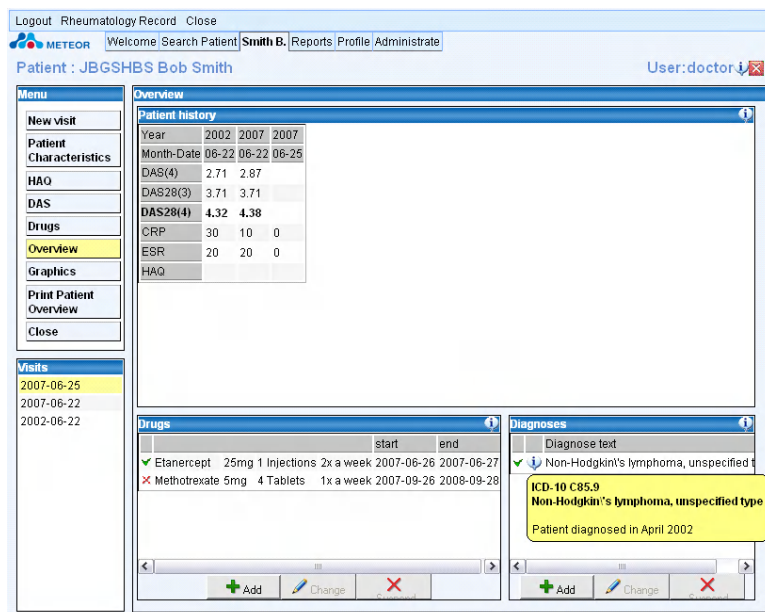 Logout Rheumatology Record Close
METEOR Welcome Search Patient Smith B. Reports Profile Administrate
Patient : JBGSHBS Bob Smith User:doctor
Menu
New visit
Patient
Characteristics
HAQ
DAS
Drugs
Overview
Graphics
Print Patient
Overview
Close
Visits
2007-06-25
2007-06-22
2002-06-22
Overview
Patient history
Year 2002 2007 2007
Month-Date 06-22 06-22 06-25
DAS(4) 2.71 2.87
DAS28(3) 3.71 3.71
DAS28(4) 4.32 4.38
CRP 30 10 0
ESR 20 20 0
HAQ
Drugs
start end
Etanercept 25mg 1 Injections 2x a week 2007-06-26 2007-06-27
Methotrexate 5mg 4 Tablets 1x a week 2007-09-26 2008-09-28
Add Change
Diagnoses
Diagnose text
Non-Hodgkin\'s lymphoma, unspecified t
ICD-10 C85.9
Non-Hodgkin\'s lymphoma, unspecified type
Patient diagnosed in April 2002
Add Change